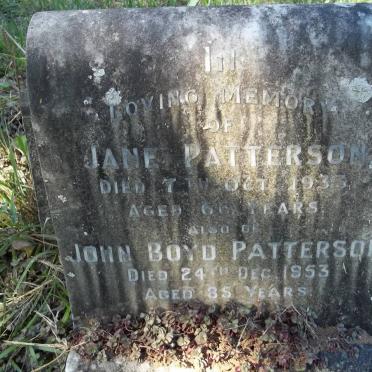 IN
LOVING MEMORY
OF
JANE PATTERSON
DIED 7TH OCT. 1935
AGED 66 YEARS
ALSO OF
JOHN BOYD PATTERSON
DIED 24TH DEC. 1953
AGED 85 YEARS.